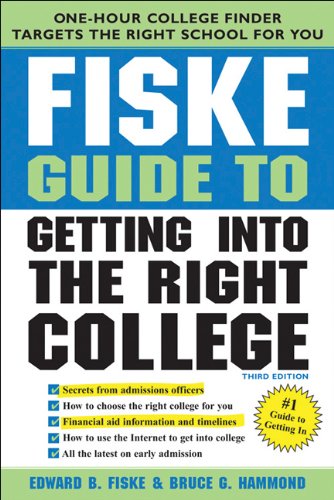 ONE-HOUR COLLEGE FINDER
TARGETS THE RIGHT SCHOOL FOR YOU
FISKE
GUIDE TO
GETTING INTO
THE RIGHT
COLLEGE
THIRD EDITION
Secrets from admissions officers
How to choose the right college for you
Financial aid information and timelines
How to use the Internet to get into college
All the latest on early admission
#1
Guide to
Getting In
EDWARD B. FISKE & BRUCE G. HAMMOND